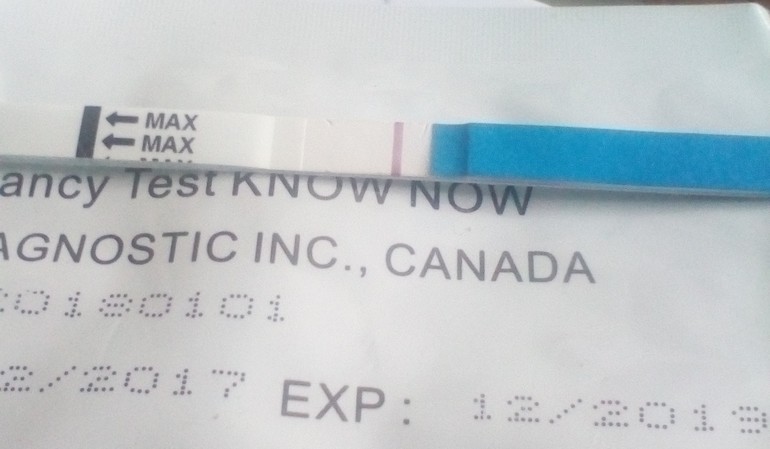 ← MAX
← MAX
ancy Test KNOW NOW
AGNOSTIC INC., CANADA
20180101
2/2017 EXP: 12/2019